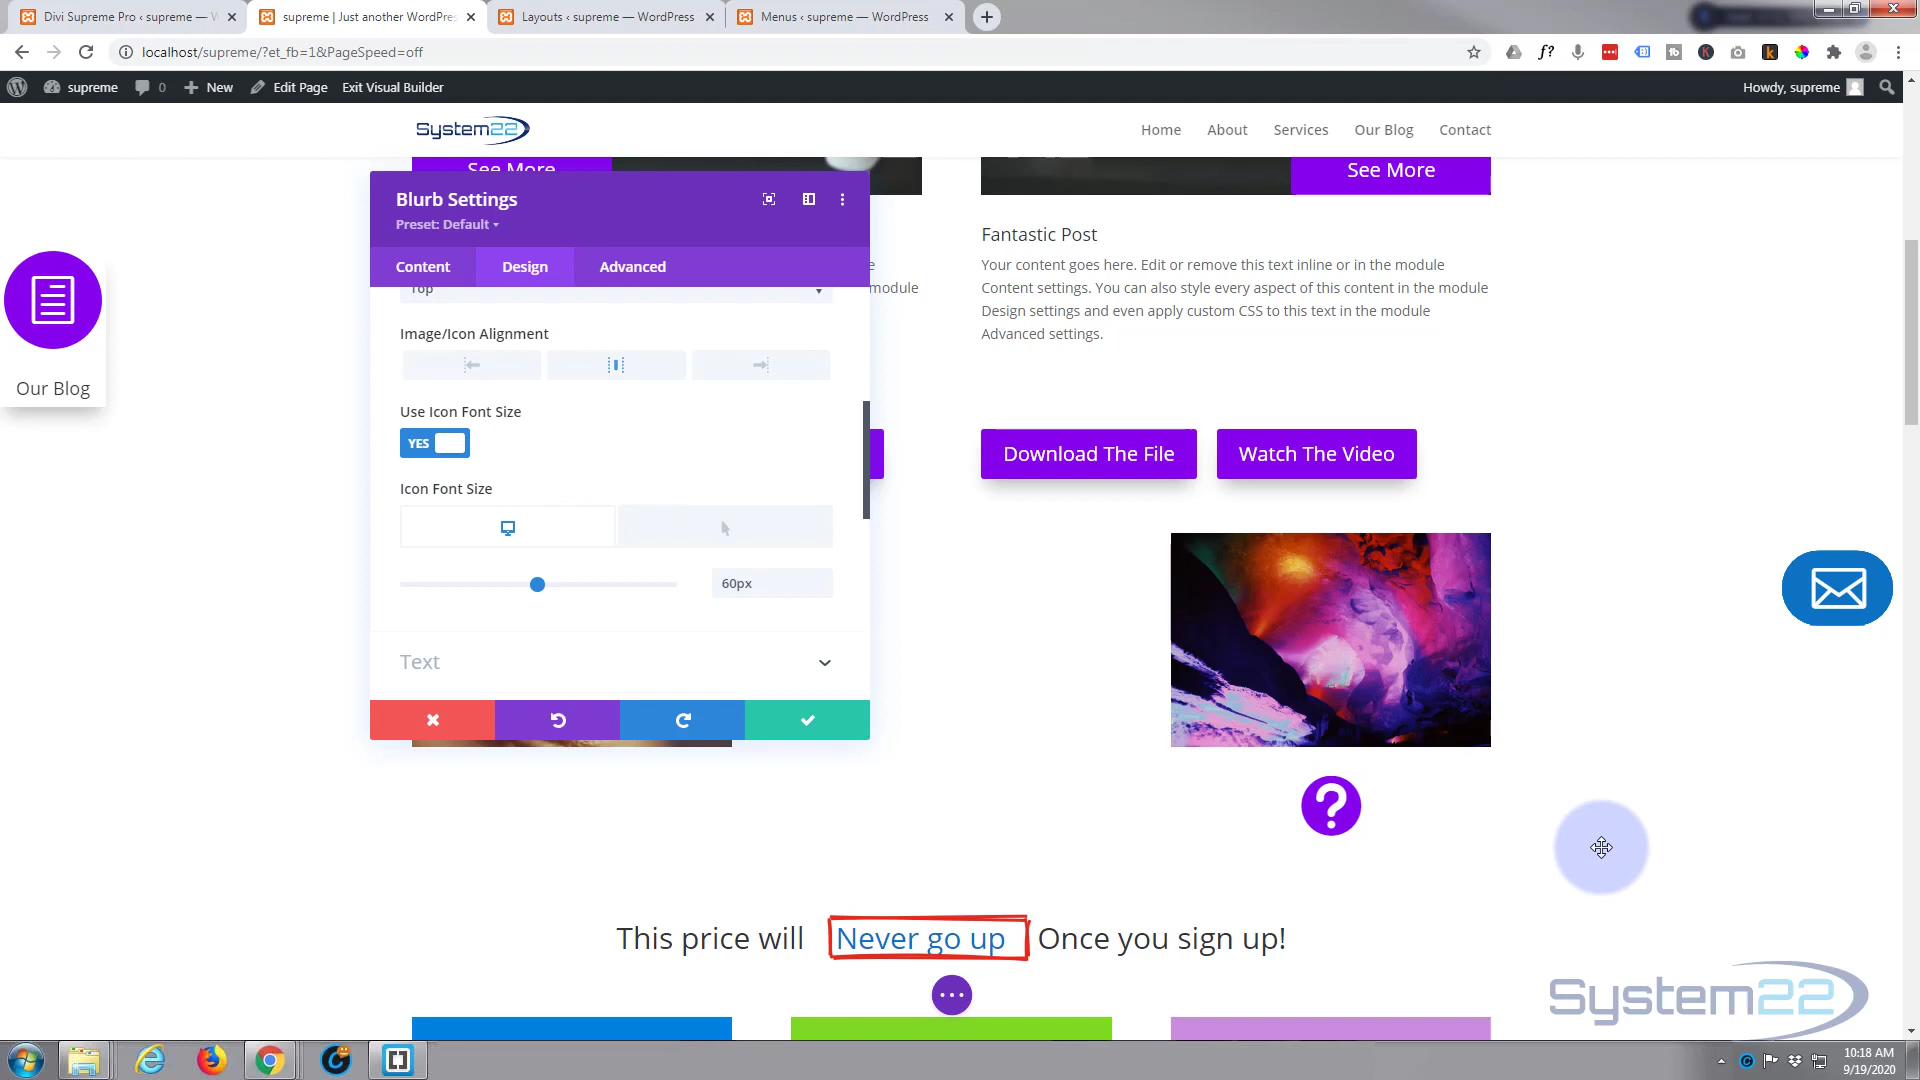 Divi Supreme Pro ‹ supreme — W
supreme | Just another WordPres
Layouts ‹ supreme — WordPress
Menus ‹ supreme — WordPress
localhost/supreme/?et_fb=1&PageSpeed=off
supreme
0
New
Edit Page
Exit Visual Builder
Howdy, supreme
System22
Home
About
Services
Our Blog
Contact
See More
See More
Blurb Settings
Preset: Default
Content
Design
Advanced
Top
Image/Icon Alignment
Use Icon Font Size
YES
Icon Font Size
60px
Text
module
Our Blog
Fantastic Post
Your content goes here. Edit or remove this text inline or in the module
Content settings. You can also style every aspect of this content in the module
Design settings and even apply custom CSS to this text in the module
Advanced settings.
Download The File
Watch The Video
This price will Never go up Once you sign up!
System22
10:18 AM
9/19/2020